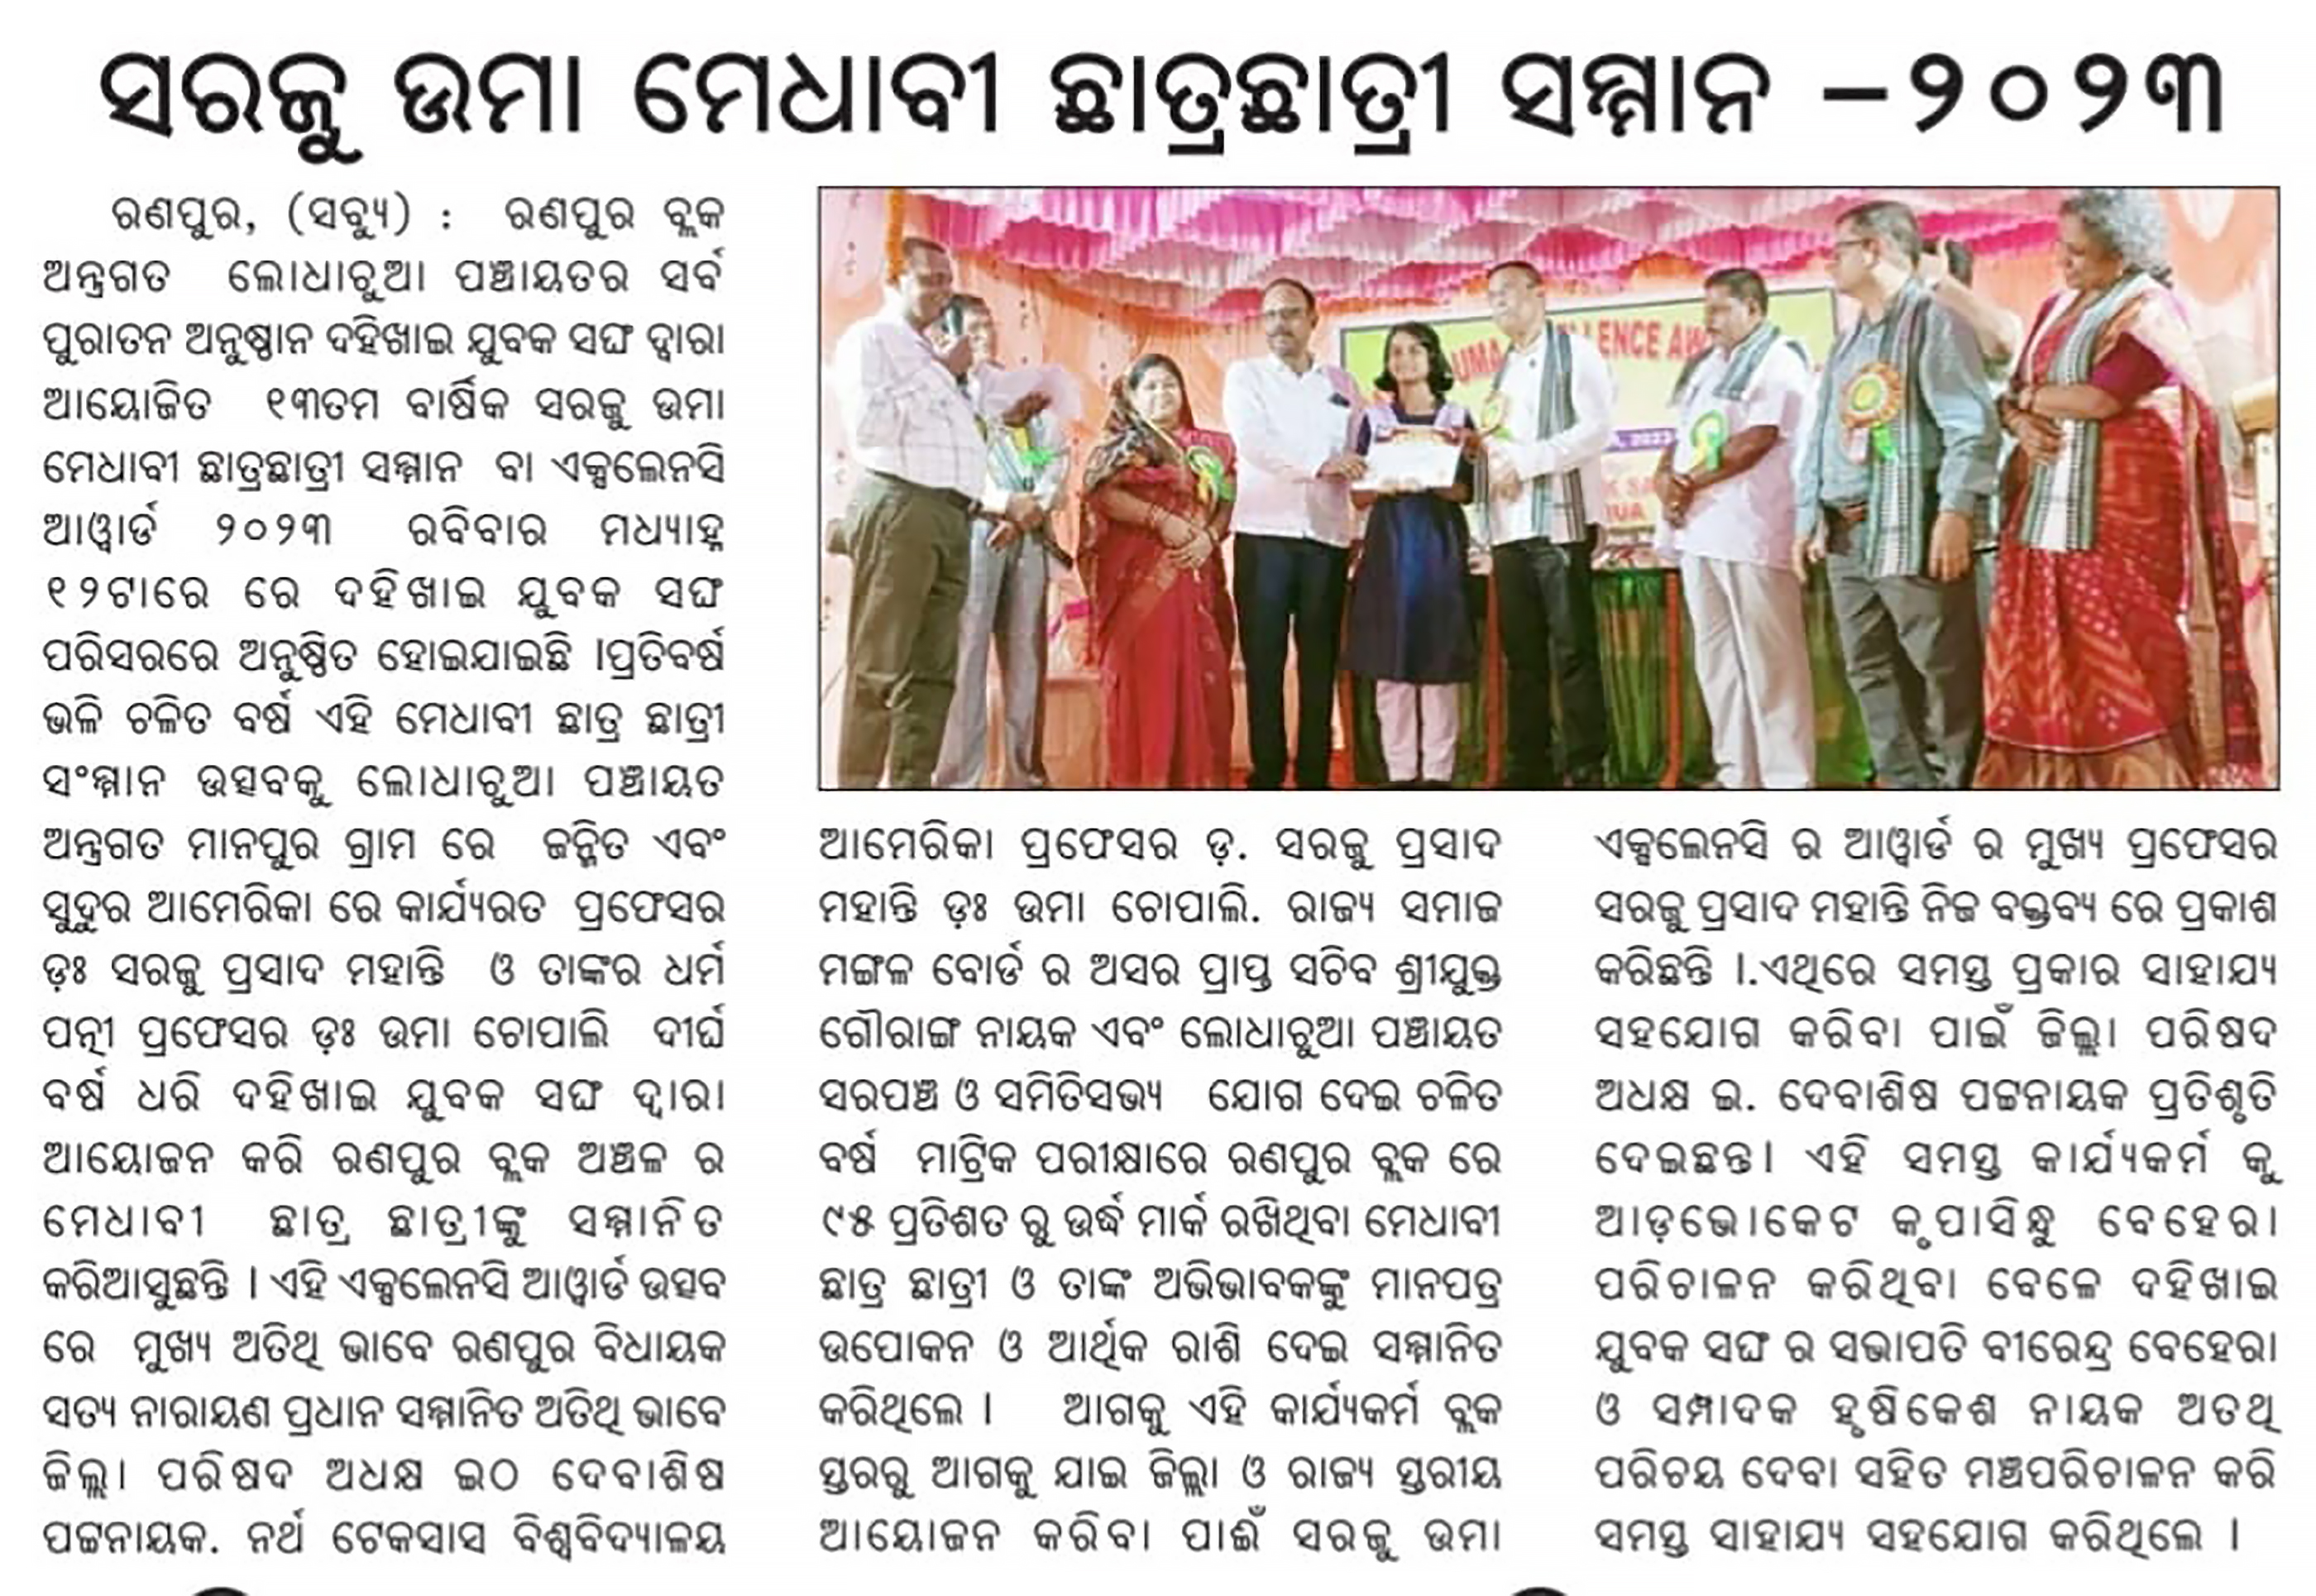 ସରଜୁ ଉମା ମେଧାବୀ ଛାତ୍ରଛାତ୍ରୀ ସମ୍ମାନ –୨୦୨୩
ରଣପୁର, (ସବ୍ୟୁ) : ରଣପୁର ବ୍ଲକ
ଅନ୍ତ୍ରଗତ ଲୋଧାଚୁଆ ପଞ୍ଚାୟତର ସର୍ବ
ପୁରାତନ ଅନୁଷ୍ଠାନ ଦହିଖାଇ ଯୁବକ ସଙ୍ଘ ଦ୍ୱାରା
ଆୟୋଜିତ ୧୩ତମ ବାର୍ଷିକ ସରଜୁ ଉମା
ମେଧାବୀ ଛାତ୍ରଛାତ୍ରୀ ସମ୍ମାନ ବା ଏକ୍ସଲେନସି
ଆୱାର୍ଡ ୨୦୨୩ ରବିବାର ମଧ୍ୟାହ୍ନ
୧୨ଟାରେ ରେ ଦହିଖାଇ ଯୁବକ ସଙ୍ଘ
ପରିସରରେ ଅନୁଷ୍ଠିତ ହୋଇଯାଇଛି ।ପ୍ରତିବର୍ଷ
ଭଳି ଚଳିତ ବର୍ଷ ଏହି ମେଧାବୀ ଛାତ୍ର ଛାତ୍ରୀ
ସଂମ୍ମାନ ଉତ୍ସବକୁ ଲୋଧାଚୁଆ ପଞ୍ଚାୟତ
ଅନ୍ତ୍ରଗତ ମାନପୁର ଗ୍ରାମ ରେ ଜନ୍ମିତ ଏବଂ
ସୁଦୁର ଆମେରିକା ରେ କାର୍ଯ୍ୟରତ ପ୍ରଫେସର
ଡ଼ଃ ସରଜୁ ପ୍ରସାଦ ମହାନ୍ତି ଓ ତାଙ୍କର ଧର୍ମ
ପତ୍ନୀ ପ୍ରଫେସର ଡ଼ଃ ଉମା ଚୋପାଲି ଦୀର୍ଘ
ବର୍ଷ ଧରି ଦହିଖାଇ ଯୁବକ ସଙ୍ଘ ଦ୍ୱାରା
ଆୟୋଜନ କରି ରଣପୁର ବ୍ଲକ ଅଞ୍ଚଳ ର
ମେଧାବୀ ଛାତ୍ର ଛାତ୍ରୀଙ୍କୁ ସମ୍ମାନିତ
କରିଆସୁଛନ୍ତି । ଏହି ଏକ୍ସଲେନସି ଆୱାର୍ଡ ଉତ୍ସବ
ରେ ମୁଖ୍ୟ ଅତିଥି ଭାବେ ରଣପୁର ବିଧାୟକ
ସତ୍ୟ ନାରାୟଣ ପ୍ରଧାନ ସମ୍ମାନିତ ଅତିଥି ଭାବେ
ଜିଲ୍ଲା ପରିଷଦ ଅଧକ୍ଷ ଇଠ ଦେବାଶିଷ
ପଟ୍ଟନାୟକ. ନର୍ଥ ଟେକସାସ ବିଶ୍ୱବିଦ୍ୟାଳୟ
UMA LLENCE AW
, 2023
K SA
UA
ଆମେରିକା ପ୍ରଫେସର ଡ଼. ସରଜୁ ପ୍ରସାଦ
ମହାନ୍ତି ଡ଼ଃ ଉମା ଚୋପାଲି. ରାଜ୍ୟ ସମାଜ
ମଙ୍ଗଳ ବୋର୍ଡ ର ଅସର ପ୍ରାପ୍ତ ସଚିବ ଶ୍ରୀଯୁକ୍ତ
ଗୌରାଙ୍ଗ ନାୟକ ଏବଂ ଲୋଧାଚୁଆ ପଞ୍ଚାୟତ
ସରପଞ୍ଚ ଓ ସମିତିସଭ୍ୟ ଯୋଗ ଦେଇ ଚଳିତ
ବର୍ଷ ମାଟ୍ରିକ ପରୀକ୍ଷାରେ ରଣପୁର ବ୍ଲକ ରେ
୯୫ ପ୍ରତିଶତ ରୁ ଉର୍ଦ୍ଧ ମାର୍କ ରଖିଥିବା ମେଧାବୀ
ଛାତ୍ର ଛାତ୍ରୀ ଓ ତାଙ୍କ ଅଭିଭାବକଙ୍କୁ ମାନପତ୍ର
ଉପୋକନ ଓ ଆର୍ଥିକ ରାଶି ଦେଇ ସମ୍ମାନିତ
କରିଥିଲେ । ଆଗକୁ ଏହି କାର୍ଯ୍ୟକର୍ମ ବ୍ଲକ
ସ୍ତରରୁ ଆଗକୁ ଯାଇ ଜିଲ୍ଲା ଓ ରାଜ୍ୟ ସ୍ତରୀୟ
ଆୟୋଜନ କରିବା ପାଇଁ ସରଜୁ ଉମା
ଏକ୍ସଲେନସି ର ଆୱାର୍ଡ ର ମୁଖ୍ୟ ପ୍ରଫେସର
ସରଜୁ ପ୍ରସାଦ ମହାନ୍ତି ନିଜ ବକ୍ତବ୍ୟ ରେ ପ୍ରକାଶ
କରିଛନ୍ତି ।.ଏଥିରେ ସମସ୍ତ ପ୍ରକାର ସାହାଯ୍ୟ
ସହଯୋଗ କରିବା ପାଇଁ ଜିଲ୍ଲା ପରିଷଦ
ଅଧକ୍ଷ ଇ. ଦେବାଶିଷ ପଟ୍ଟନାୟକ ପ୍ରତିଶୃତି
ଦେଇଛନ୍ତ। ଏହି ସମସ୍ତ କାର୍ଯ୍ୟକର୍ମ କୁ
ଆଡ଼ଭୋକେଟ କୃପାସିନ୍ଧୁ ବେହେରା
ପରିଚାଳନ କରିଥିବା ବେଳେ ଦହିଖାଇ
ଯୁବକ ସଙ୍ଘ ର ସଭାପତି ବୀରେନ୍ଦ୍ର ବେହେରା
ଓ ସମ୍ପାଦକ ହୃଷିକେଶ ନାୟକ ଅତଥି
ପରିଚୟ ଦେବା ସହିତ ମଞ୍ଚପରିଚାଳନ କରି
ସମସ୍ତ ସାହାଯ୍ୟ ସହଯୋଗ କରିଥିଲେ ।